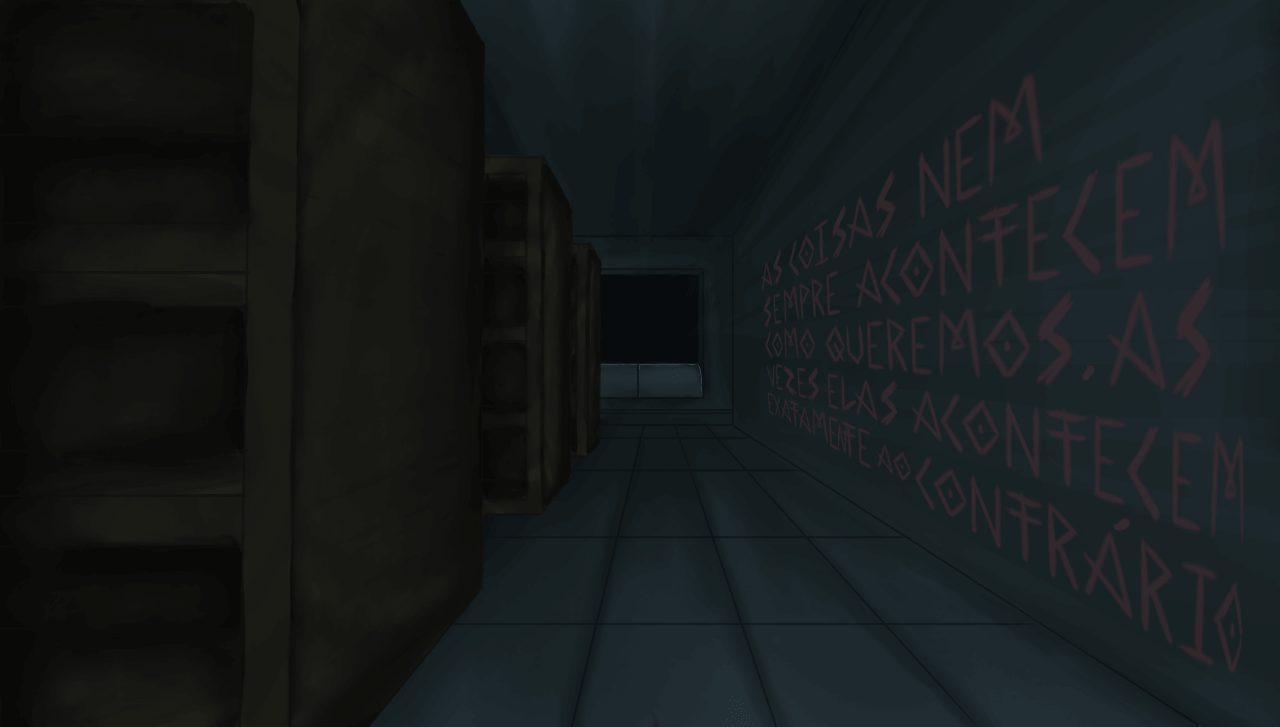 AS COISAS NEM
SEMPRE ACONTECEM
COMO QUEREMOS. AS
VEZES ELAS ACONTECEM
EXATAMENTE AO CONTRÁRIO